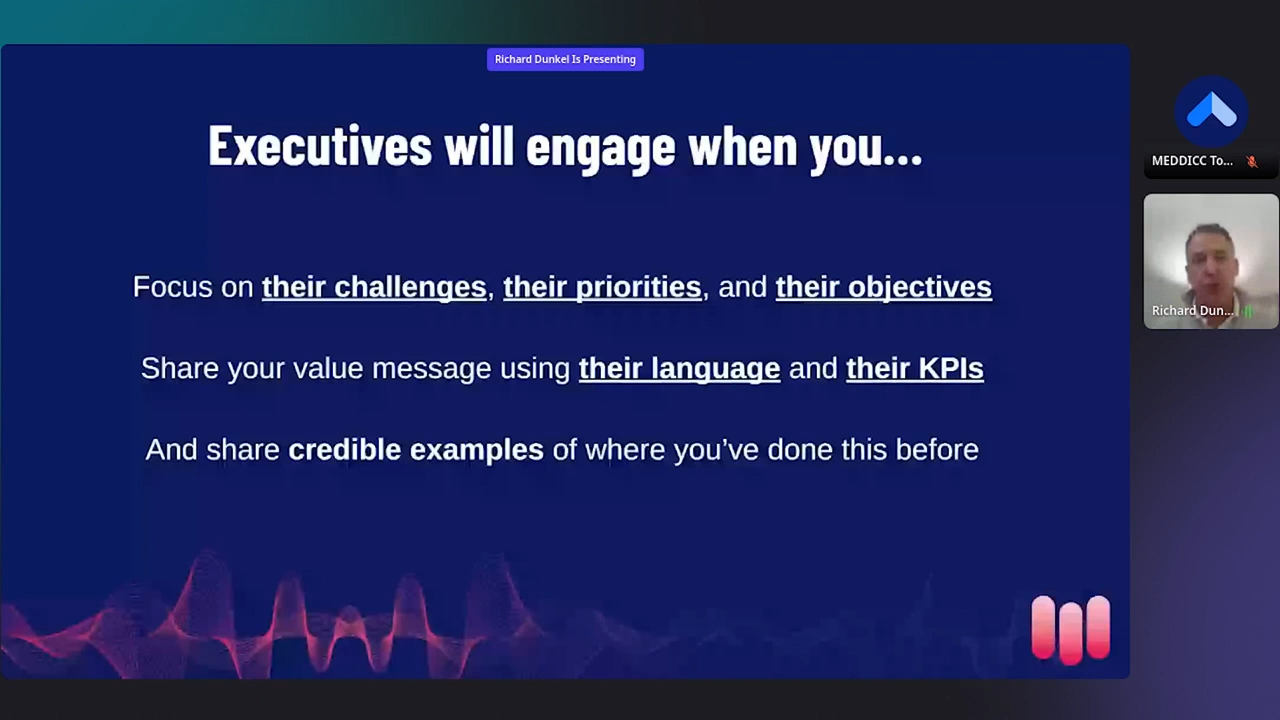 Richard Dunkel Is Presenting
Executives will engage when you...
Focus on their challenges, their priorities, and their objectives
Share your value message using their language and their KPIs
And share credible examples of where you’ve done this before
MEDDICC To...
Richard Dun...